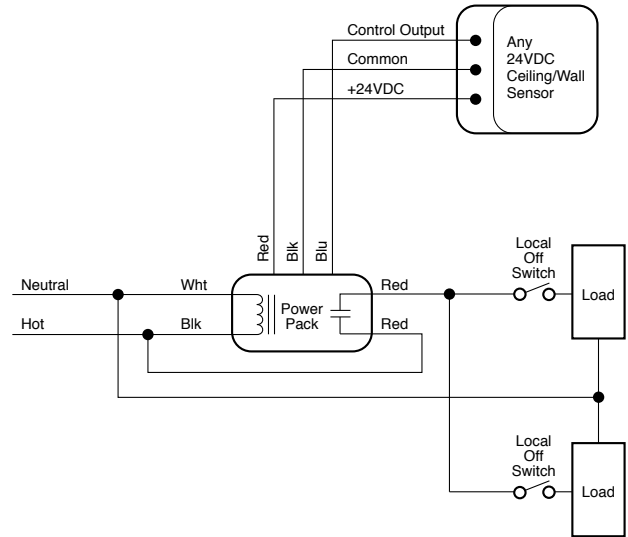 Control Output
Common
+24VDC
Any
24VDC
Ceiling/Wall
Sensor
Red
Blk
Blu
Neutral
Wht
Hot
Blk
Power
Pack
Red
Red
Local
Off
Switch
Load
Local
Off
Switch
Load